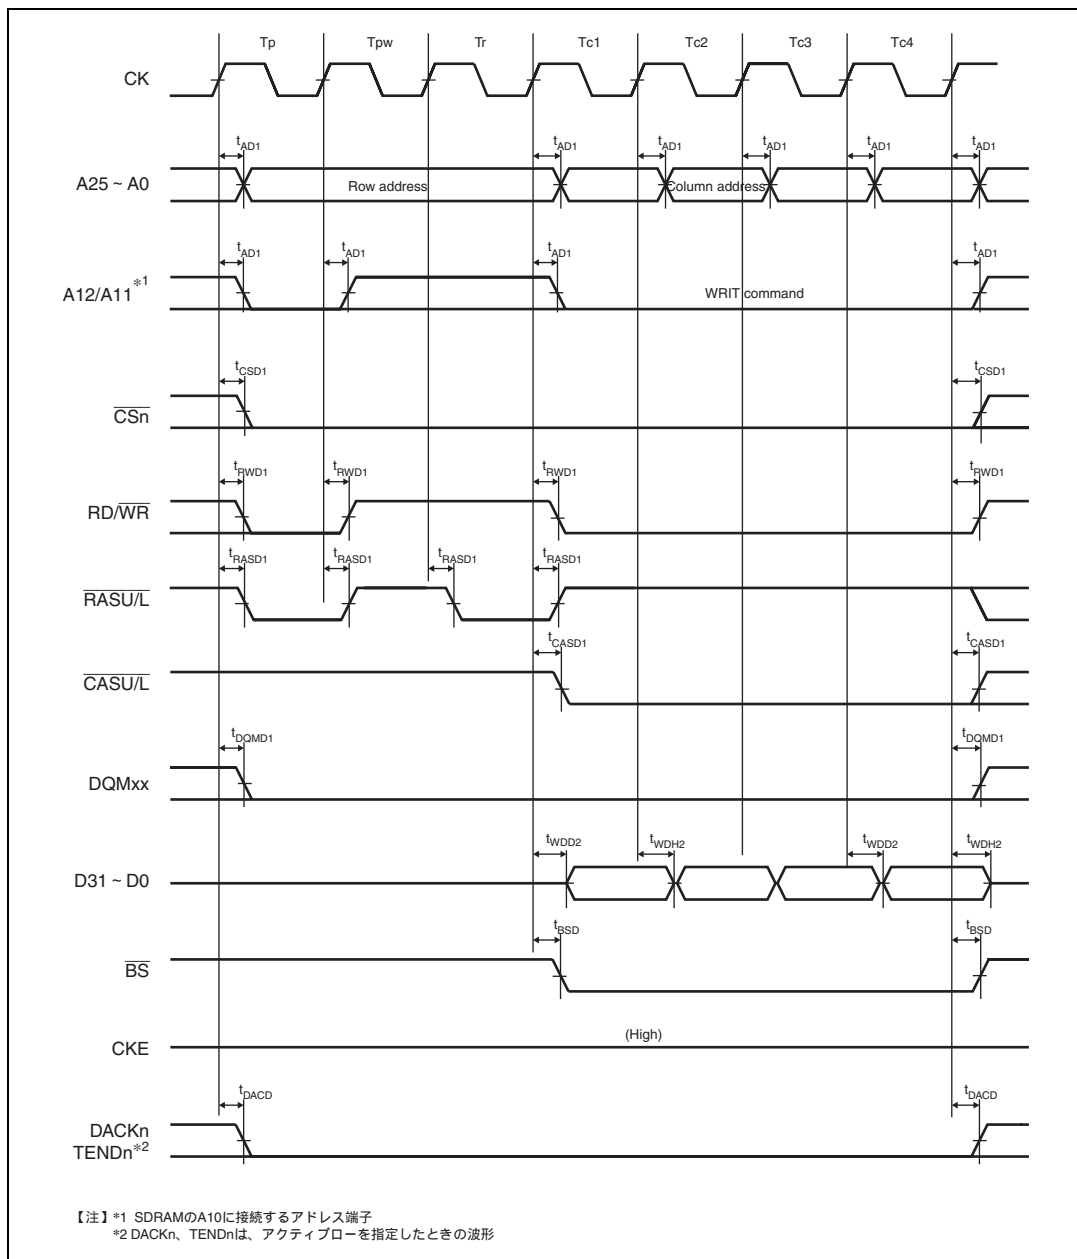 Tp Tpw Tr Tc1 Tc2 Tc3 Tc4
CK
tAD1 tAD1 tAD1 tAD1 tAD1 tAD1
A25 ~ A0 Row address Column address
tAD1 tAD1 tAD1 tAD1
A12/A11*1 WRIT command
tCSD1 tCSD1
CSn
tRWD1 tRWD1 tRWD1 tRWD1
RD/WR
tRASD1 tRASD1 tRASD1 tRASD1
RASU/L
tCASD1 tCASD1
CASU/L
tDQMD1 tDQMD1
DQMxx
tWDD2 tWDH2 tWDD2 tWDH2
D31 ~ D0
tBSD tBSD
BS
(High)
CKE
tDACD tDACD
DACKn
TENDn*2
【注】*1 SDRAMのA10に接続するアドレス端子
*2 DACKn、TENDnは、アクティブローを指定したときの波形